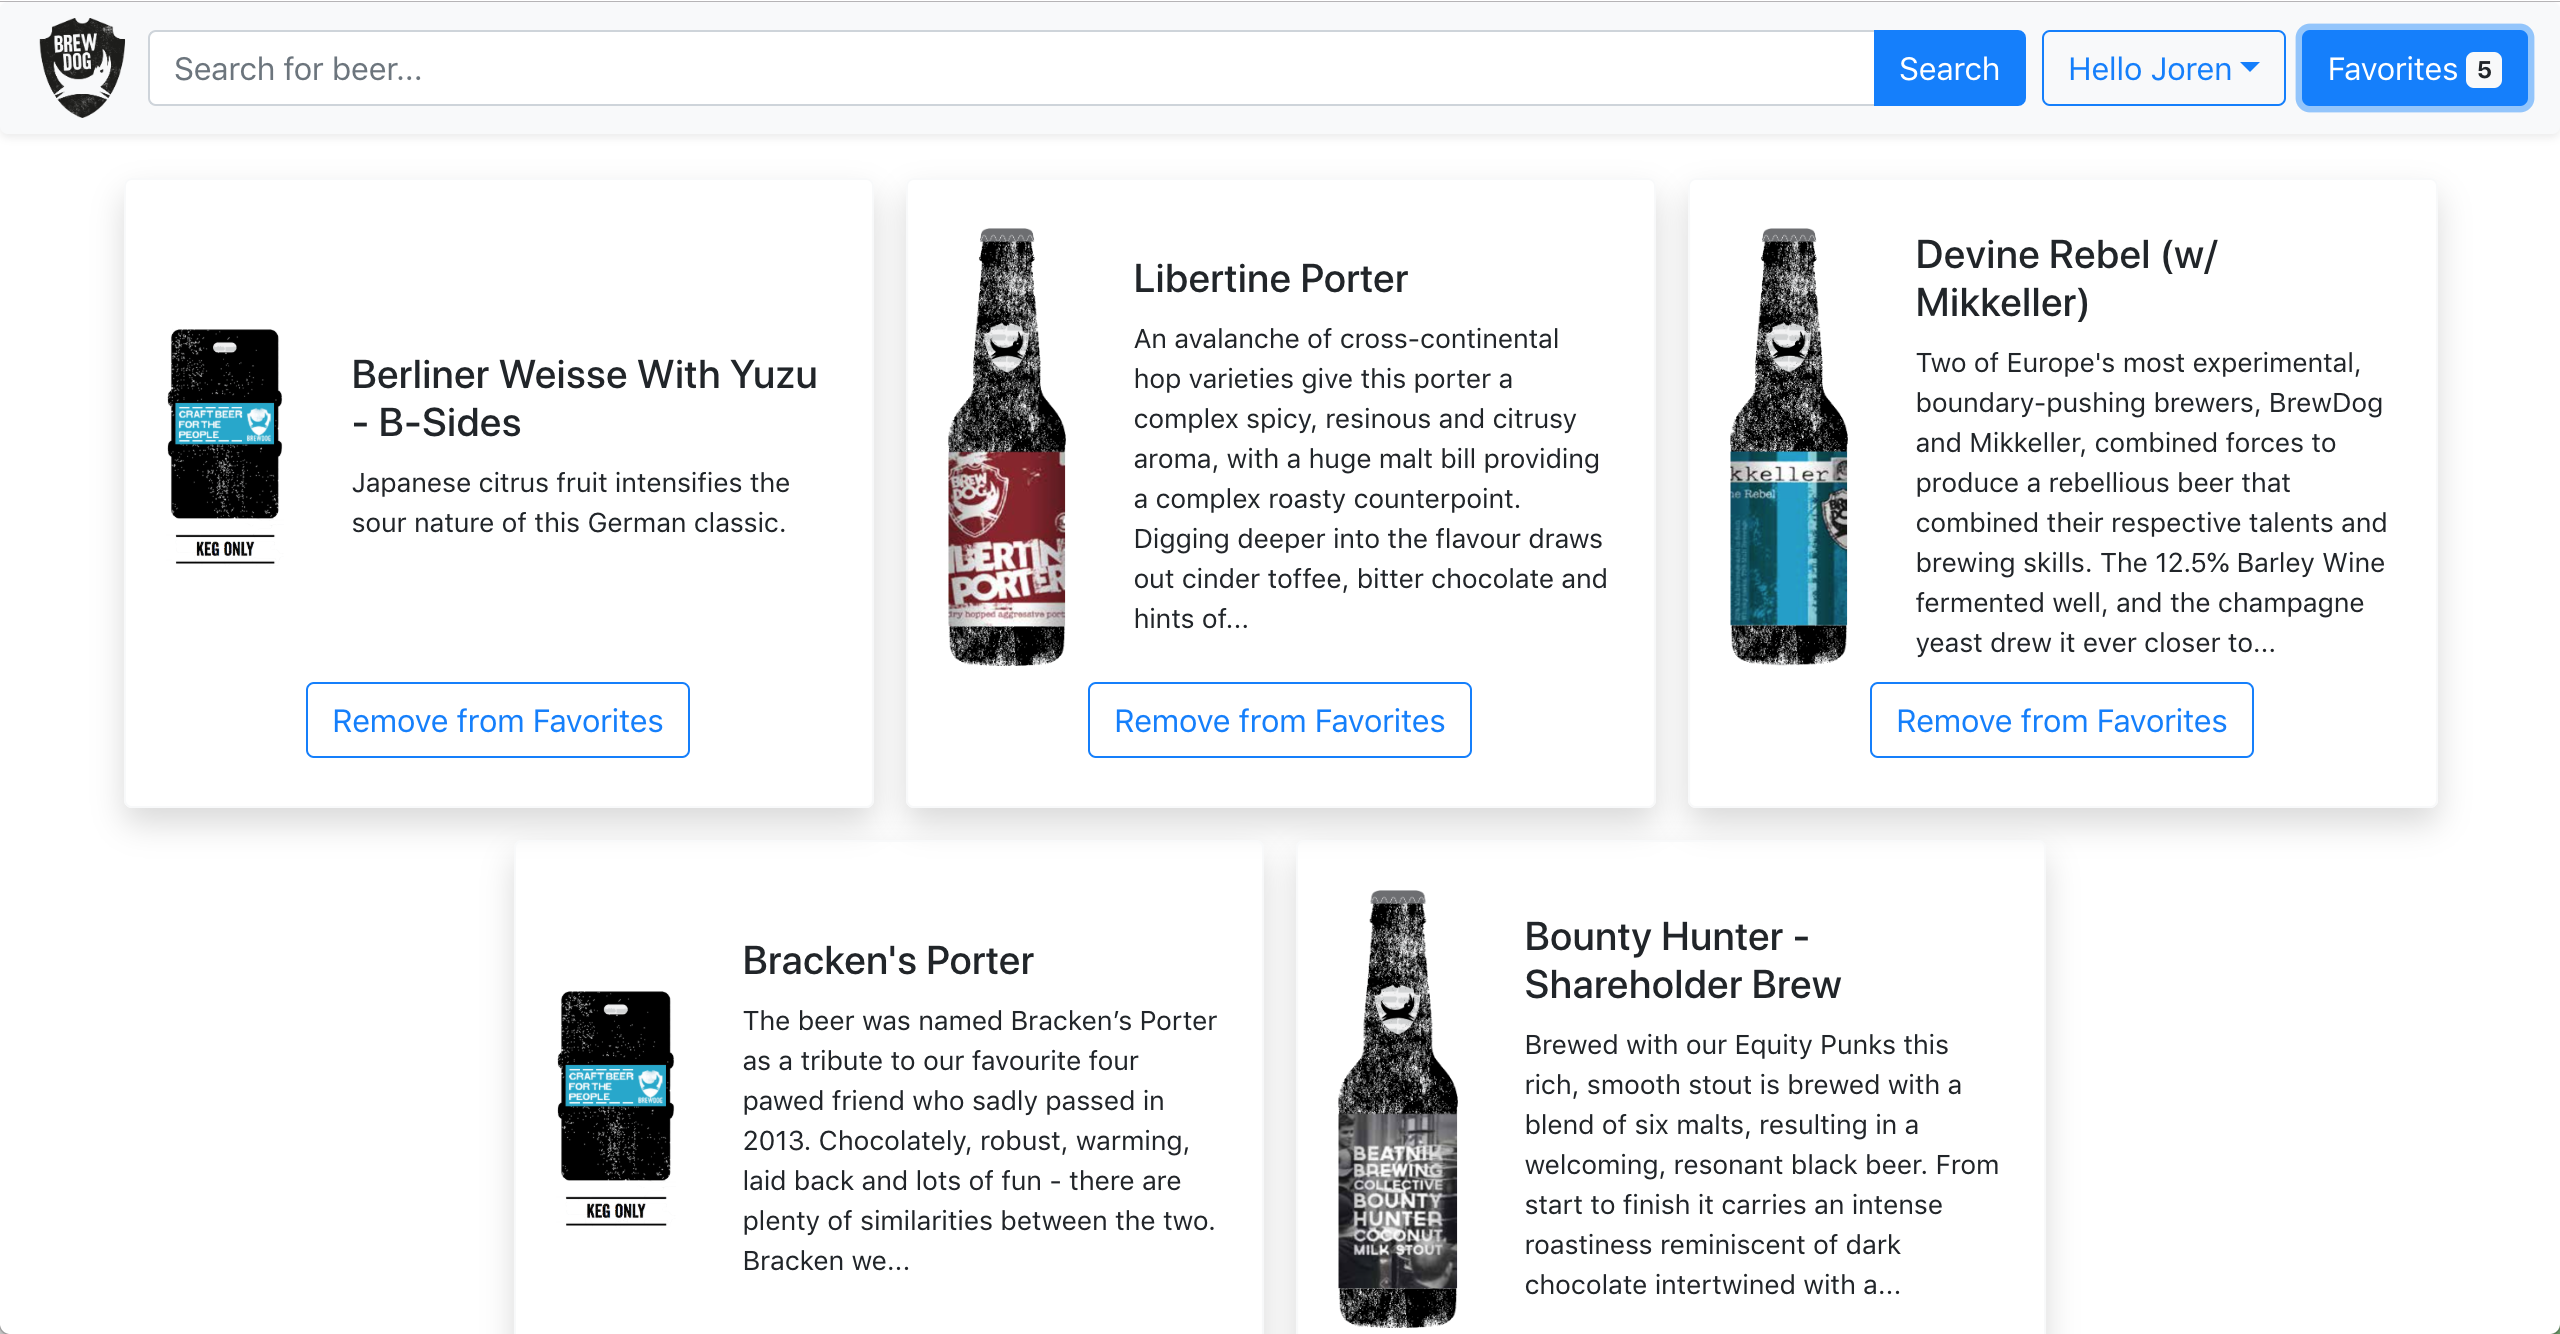 BREW
DOG
Search for beer...
Search
Hello Joren
Favorites 5
CRAFT BEER
FOR THE
PEOPLE
BREWDOG
KEG ONLY
Berliner Weisse With Yuzu
- B-Sides
Japanese citrus fruit intensifies the
sour nature of this German classic.
Remove from Favorites
BREW
DOG
IBERTIN
PORTER
dry hopped aggressive port
Libertine Porter
An avalanche of cross-continental
hop varieties give this porter a
complex spicy, resinous and citrusy
aroma, with a huge malt bill providing
a complex roasty counterpoint.
Digging deeper into the flavour draws
out cinder toffee, bitter chocolate and
hints of...
Remove from Favorites
kkeller
ne Rebel
Devine Rebel (w/
Mikkeller)
Two of Europe's most experimental,
boundary-pushing brewers, BrewDog
and Mikkeller, combined forces to
produce a rebellious beer that
combined their respective talents and
brewing skills. The 12.5% Barley Wine
fermented well, and the champagne
yeast drew it ever closer to...
Remove from Favorites
CRAFT BEER
FOR THE
PEOPLE
BREWDOG
KEG ONLY
Bracken's Porter
The beer was named Bracken’s Porter
as a tribute to our favourite four
pawed friend who sadly passed in
2013. Chocolately, robust, warming,
laid back and lots of fun - there are
plenty of similarities between the two.
Bracken we...
BEATNIK
BREWING
COLLECTIVE
BOUNTY
HUNTER
COCONUT
MILK STOUT
Bounty Hunter -
Shareholder Brew
Brewed with our Equity Punks this
rich, smooth stout is brewed with a
blend of six malts, resulting in a
welcoming, resonant black beer. From
start to finish it carries an intense
roastiness reminiscent of dark
chocolate intertwined with a...